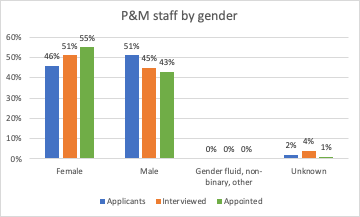 P&M staff by gender
60%
50%
40%
30%
20%
10%
0%
46% 51% 55%
51% 45% 43%
0% 0% 0%
2% 4% 1%
Female
Male
Gender fluid, non-
binary, other
Unknown
Applicants Interviewed Appointed